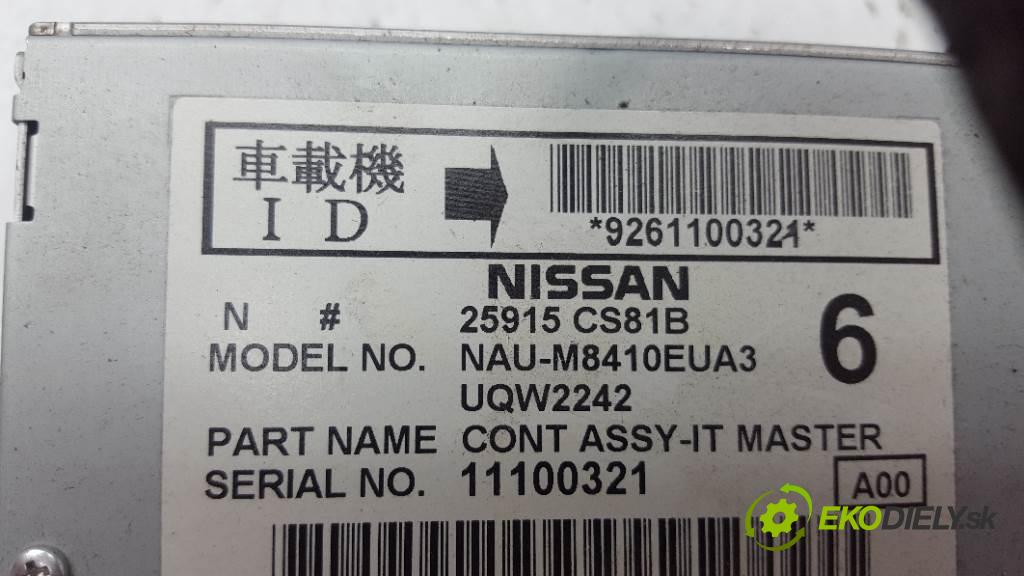 車載機
I D
*9261100321*
NISSAN
N # 25915 CS81B
6
MODEL NO. NAU-M8410EUA3
UQW2242
PART NAME CONT ASSY-IT MASTER
SERIAL NO. 11100321
A00
EKODIELY.sk